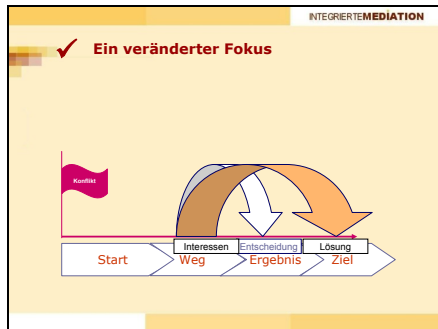 INTEGRIERTEMEDIATION
Ein veränderter Fokus
Konflikt
Interessen Entscheidung Lösung
Start Weg Ergebnis Ziel